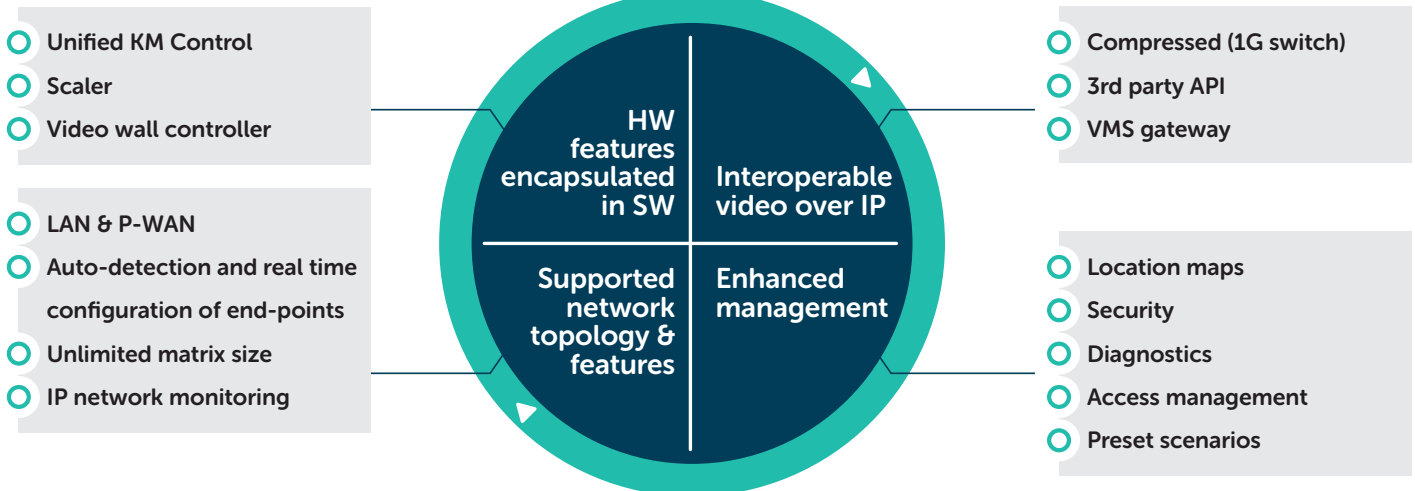 Unified KM Control
Scaler
Video wall controller
LAN & P-WAN
Auto-detection and real time
configuration of end-points
Unlimited matrix size
IP network monitoring
HW
features
encapsulated
in SW
Interoperable
video over IP
Supported
network
topology &
features
Enhanced
management
Compressed (1G switch)
3rd party API
VMS gateway
Location maps
Security
Diagnostics
Access management
Preset scenarios